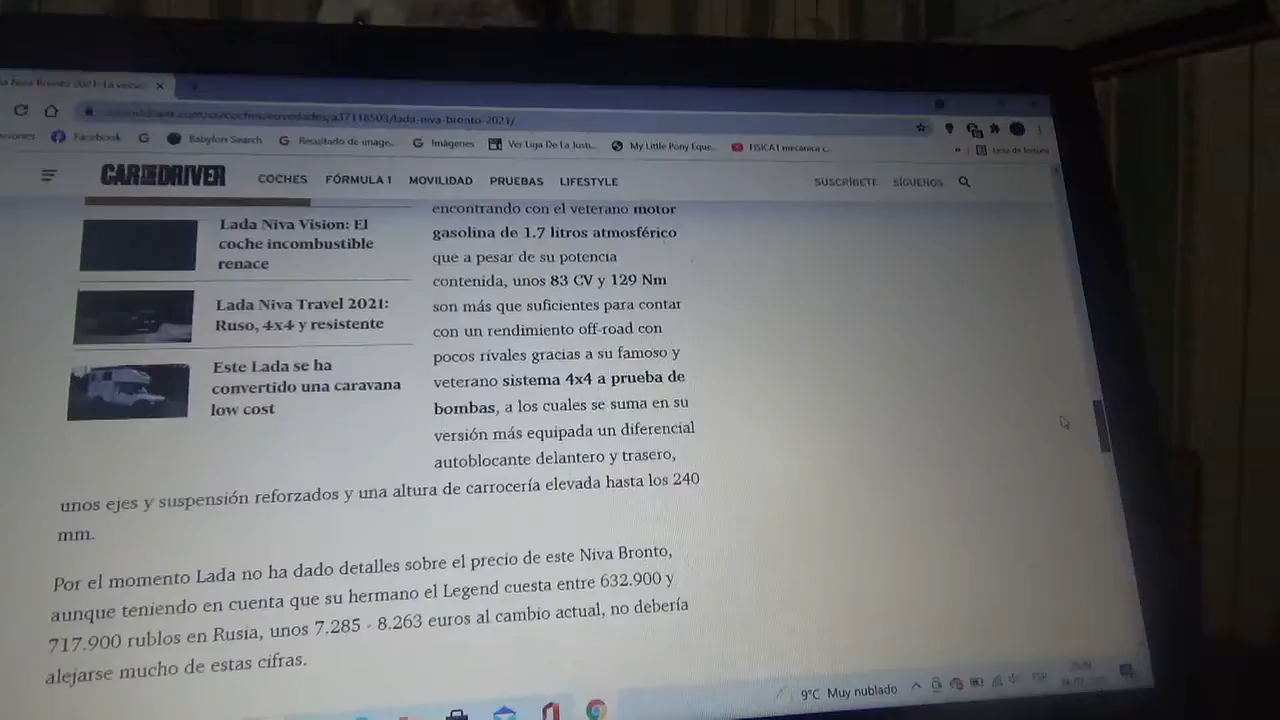 Facebook
Babylon Search
Resultado de image...
Imágenes
Ver Liga De La Justi...
My Little Pony Eque...
FISICA1 mecánica c...
Lista de lectura
CAR AND DRIVER
COCHES FÓRMULA 1 MOVILIDAD PRUEBAS LIFESTYLE
SUSCRÍBETE SÍGUENOS
Lada Niva Vision: El
coche incombustible
renace
Lada Niva Travel 2021:
Ruso, 4x4 y resistente
Este Lada se ha
convertido una caravana
low cost
encontrando con el veterano motor
gasolina de 1.7 litros atmosférico
que a pesar de su potencia
contenida, unos 83 CV y 129 Nm
son más que suficientes para contar
con un rendimiento off-road con
pocos rivales gracias a su famoso y
veterano sistema 4x4 a prueba de
bombas, a los cuales se suma en su
versión más equipada un diferencial
autoblocante delantero y trasero,
unos ejes y suspensión reforzados y una altura de carrocería elevada hasta los 240
mm.
Por el momento Lada no ha dado detalles sobre el precio de este Niva Bronto,
aunque teniendo en cuenta que su hermano el Legend cuesta entre 632.900 y
717.900 rublos en Rusia, unos 7.285 - 8.263 euros al cambio actual, no debería
alejarse mucho de estas cifras.
9°C Muy nublado
ESP